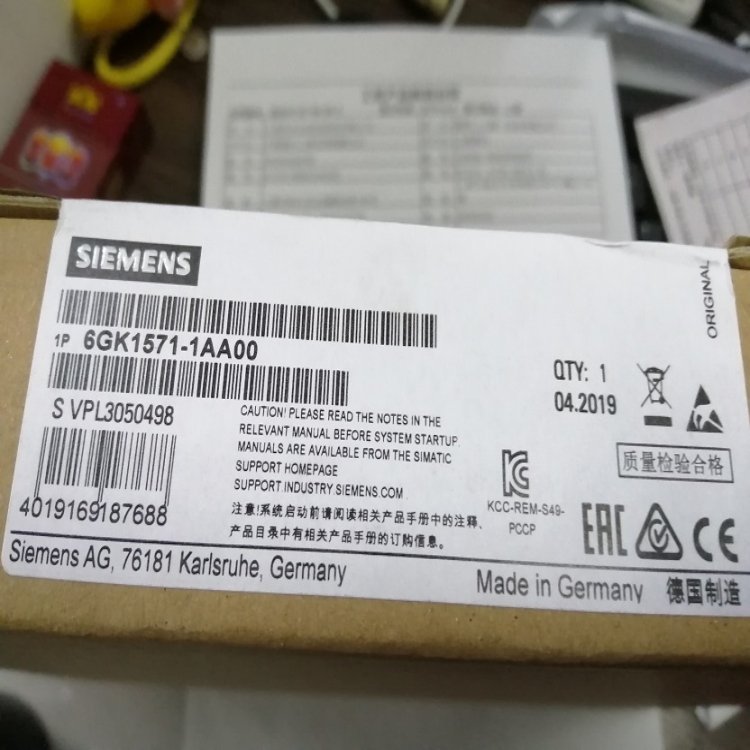 SIEMENS
ORIGINAL
1P 6GK1571-1AA00
QTY: 1
04.2019
S VPL3050498
CAUTION! PLEASE READ THE NOTES IN THE
RELEVANT MANUAL BEFORE SYSTEM STARTUP.
MANUALS ARE AVAILABLE FROM THE SIMATIC
SUPPORT HOMEPAGE
SUPPORT.INDUSTRY.SIEMENS.COM
注意!系统启动前请阅读相关产品手册中的注释、
产品目录中有相关产品手册的订购信息。
质量检验合格
KCC-REM-S49-
PCCP
EAC
CE
4019169187688
Siemens AG, 76181 Karlsruhe, Germany
Made in Germany 德国制造